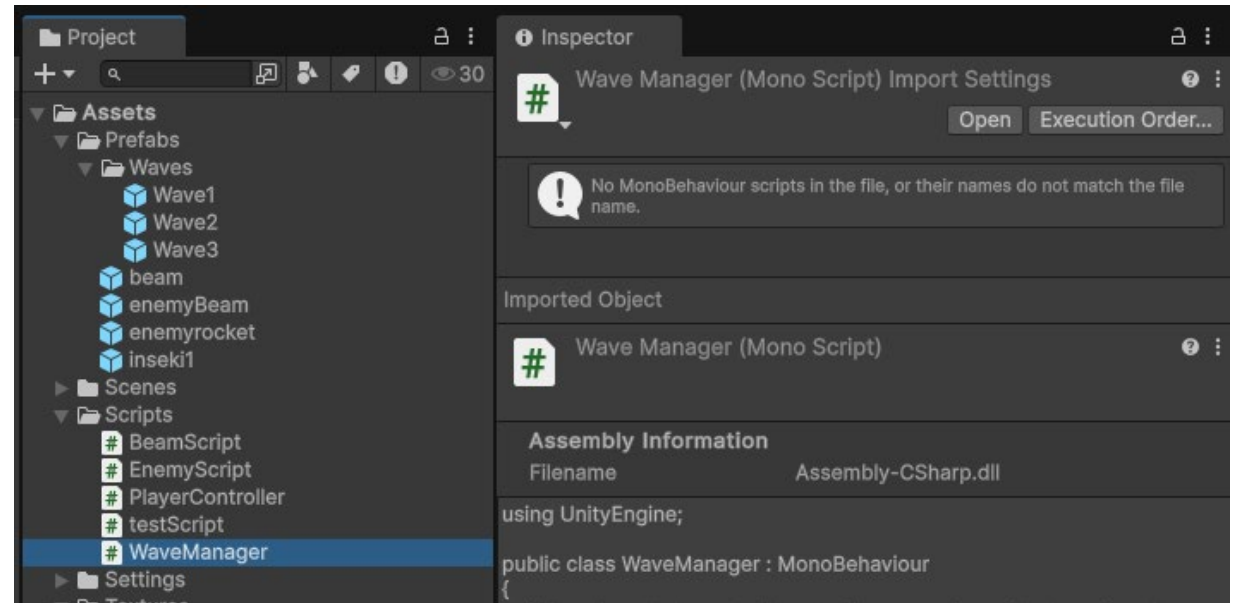 Project
30
Assets
Prefabs
Waves
Wave1
Wave2
Wave3
beam
enemyBeam
enemyrocket
inseki1
Scenes
Scripts
BeamScript
EnemyScript
PlayerController
testScript
WaveManager
Settings
Inspector
Wave Manager (Mono Script) Import Settings
Open Execution Order...
No MonoBehaviour scripts in the file, or their names do not match the file
name.
Imported Object
Wave Manager (Mono Script)
Assembly Information
Filename Assembly-CSharp.dll
using UnityEngine;
public class WaveManager : MonoBehaviour
{